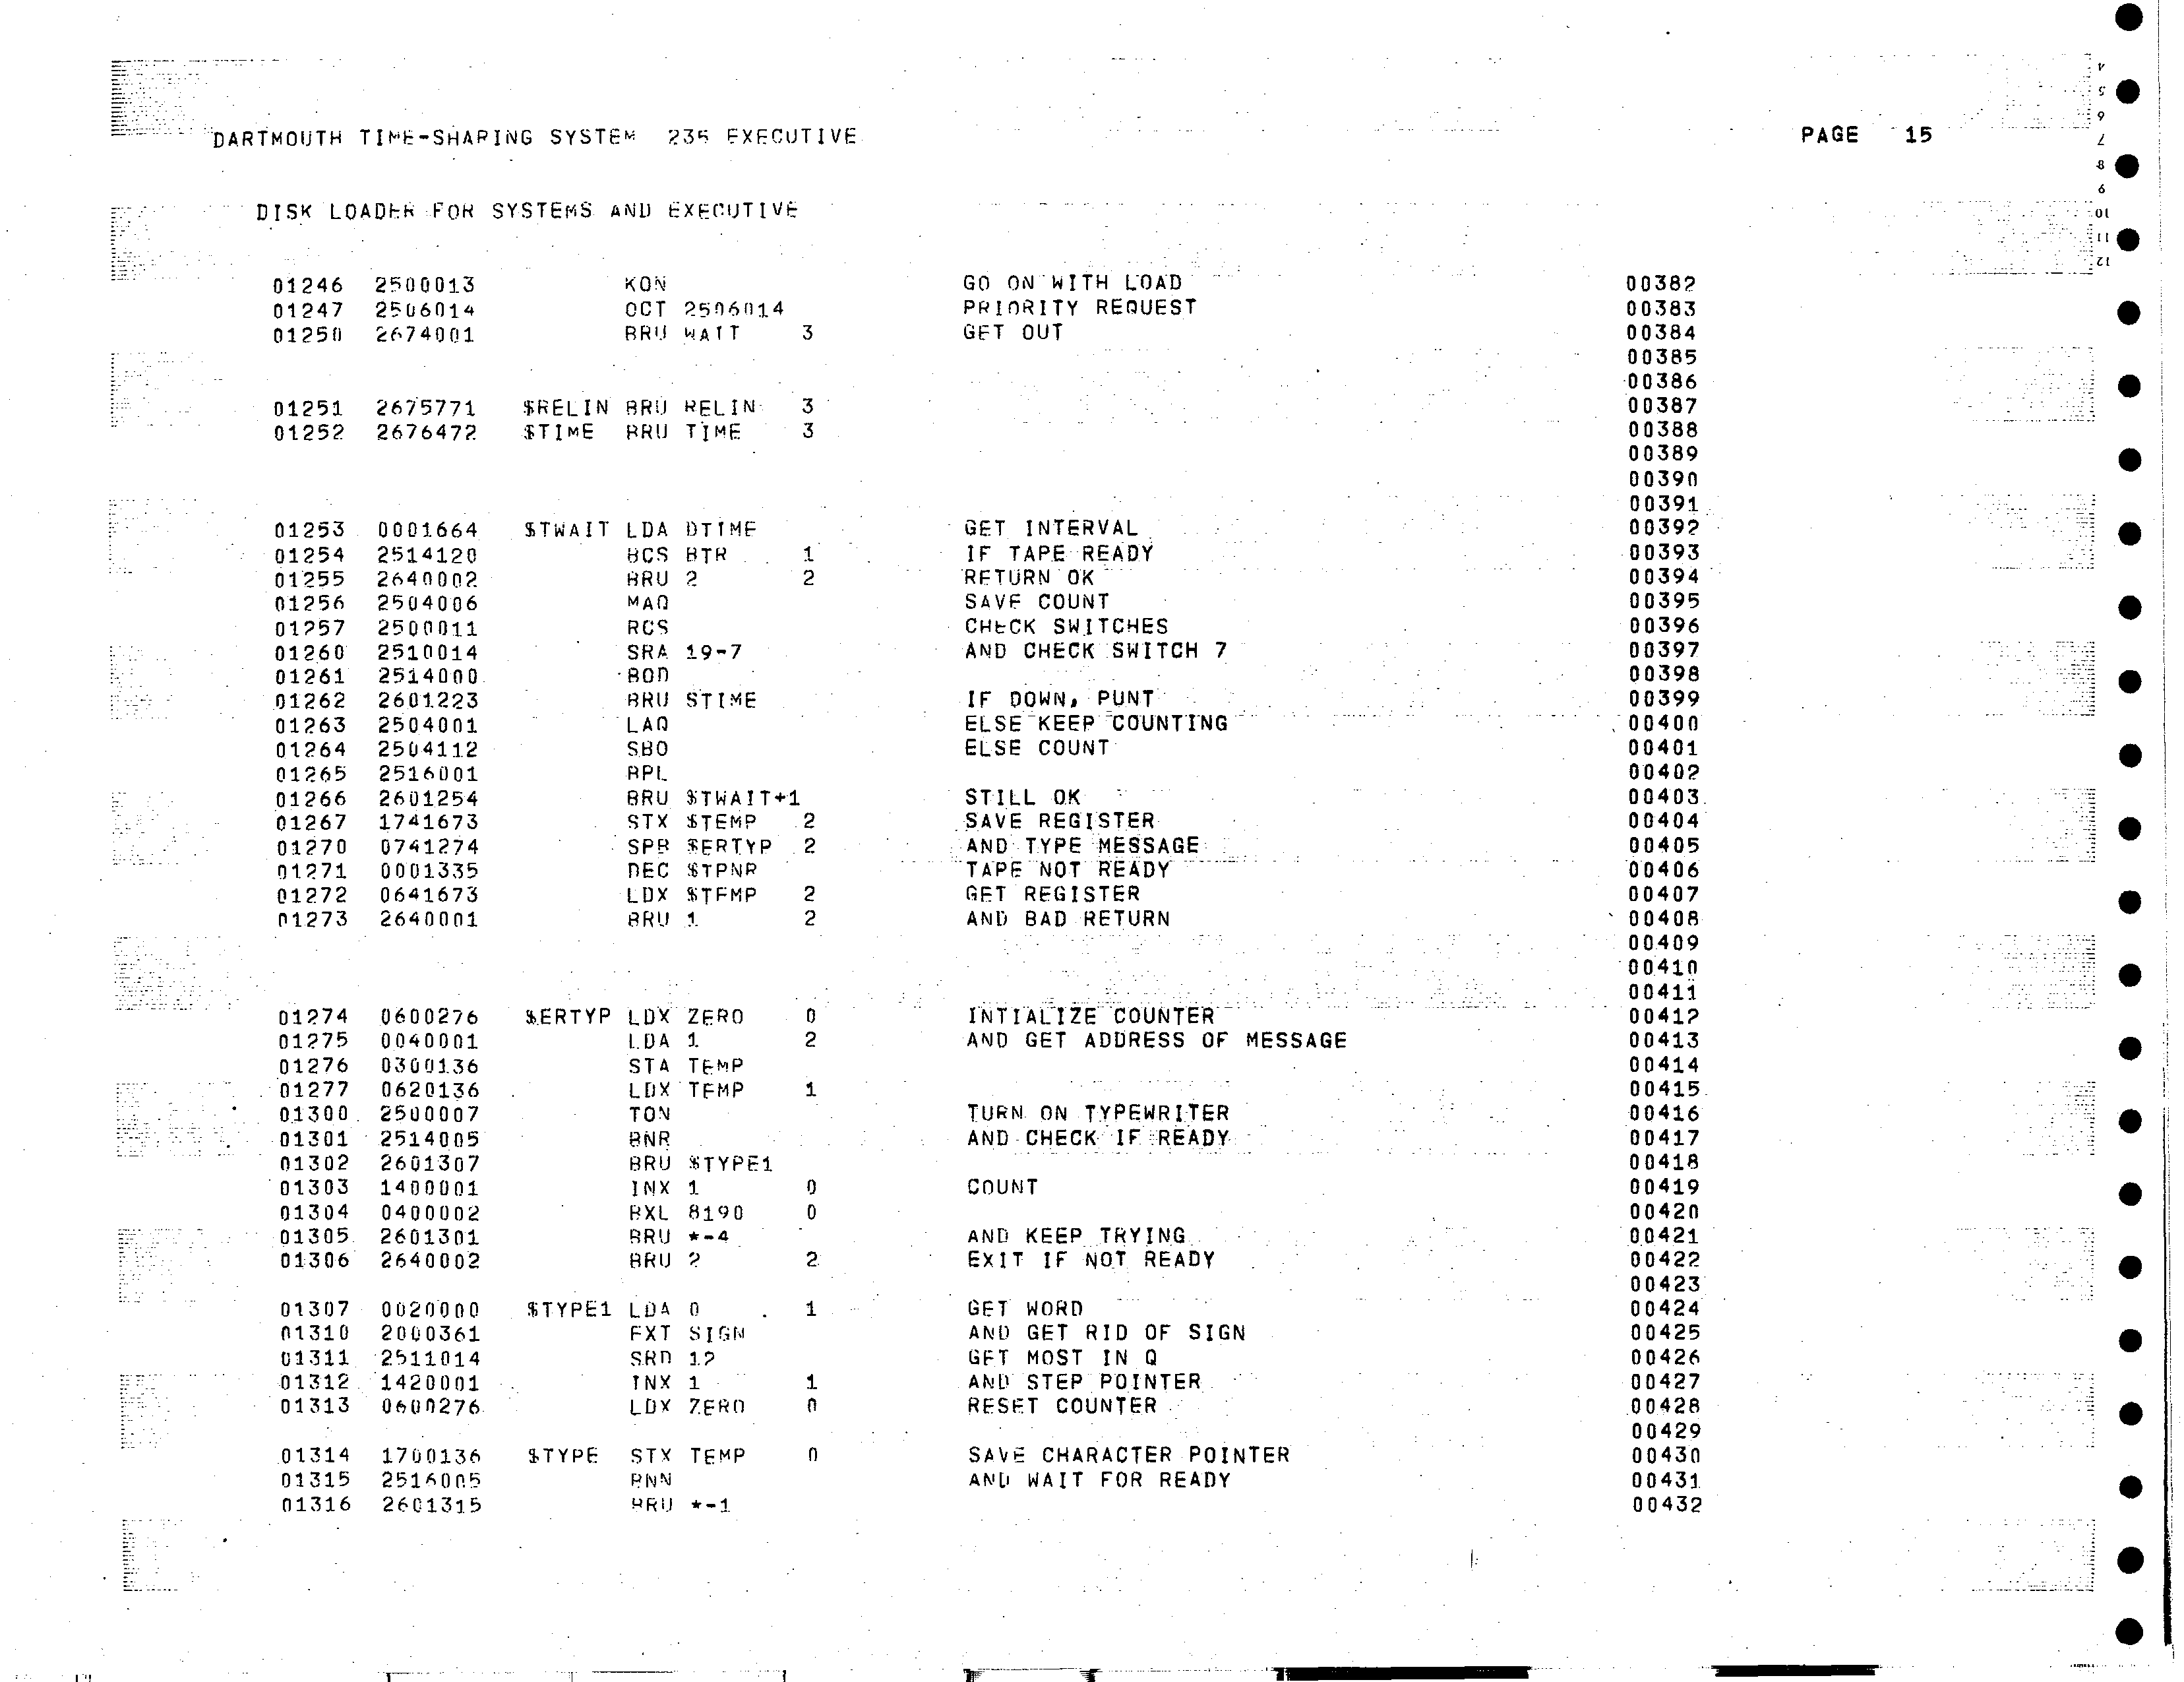 DARTMOUTH TIME-SHARING SYSTEM 235 EXECUTIVE PAGE 15
DISK LOADER FOR SYSTEMS AND EXECUTIVE
01246 2500013 KON GO ON WITH LOAD 00382
01247 2506014 OCT 2506014 PRIORITY REQUEST 00383
01250 2674001 BRU WAIT 3 GET OUT 00384
00385
00386
01251 2675771 $RELIN BRU RELIN 3 00387
01252 2676472 $TIME BRU TIME 3 00388
00389
00390
00391
01253 0001664 $TWAIT LDA DTIME GET INTERVAL 00392
01254 2514120 BCS BTR 1 IF TAPE READY 00393
01255 2640002 BRU 2 2 RETURN OK 00394
01256 2504006 MAQ SAVE COUNT 00395
01257 2500011 RCS CHECK SWITCHES 00396
01260 2510014 SRA 19-7 AND CHECK SWITCH 7 00397
01261 2514000 BOD 00398
01262 2601223 BRU STIME IF DOWN, PUNT 00399
01263 2504001 LAQ ELSE KEEP COUNTING 00400
01264 2504112 SBO ELSE COUNT 00401
01265 2516001 BPL 00402
01266 2601254 BRU $TWAIT+1 STILL OK 00403
01267 1741673 STX $TEMP 2 SAVE REGISTER 00404
01270 0741274 SPB $ERTYP 2 AND TYPE MESSAGE 00405
01271 0001335 DEC $TPNR TAPE NOT READY 00406
01272 0641673 LDX $TEMP 2 GET REGISTER 00407
01273 2640001 BRU 1 2 AND BAD RETURN 00408
00409
00410
00411
01274 0600276 $ERTYP LDX ZERO 0 INTIALIZE COUNTER 00412
01275 0040001 LDA 1 2 AND GET ADDRESS OF MESSAGE 00413
01276 0300136 STA TEMP 00414
01277 0620136 LDX TEMP 1 00415
01300 2500007 TON TURN ON TYPEWRITER 00416
01301 2514005 BNR AND CHECK IF READY 00417
01302 2601307 BRU $TYPE1 00418
01303 1400001 INX 1 0 COUNT 00419
01304 0400002 BXL 8190 0 00420
01305 2601301 BRU *-4 AND KEEP TRYING 00421
01306 2640002 BRU 2 2 EXIT IF NOT READY 00422
00423
01307 0020000 $TYPE1 LDA 0 1 GET WORD 00424
01310 2000361 EXT SIGN AND GET RID OF SIGN 00425
01311 2511014 SRD 12 GET MOST IN Q 00426
01312 1420001 INX 1 1 AND STEP POINTER 00427
01313 0600276 LDX ZERO 0 RESET COUNTER 00428
00429
01314 1700136 $TYPE STX TEMP 0 SAVE CHARACTER POINTER 00430
01315 2516005 BNN AND WAIT FOR READY 00431
01316 2601315 BRU *-1 00432